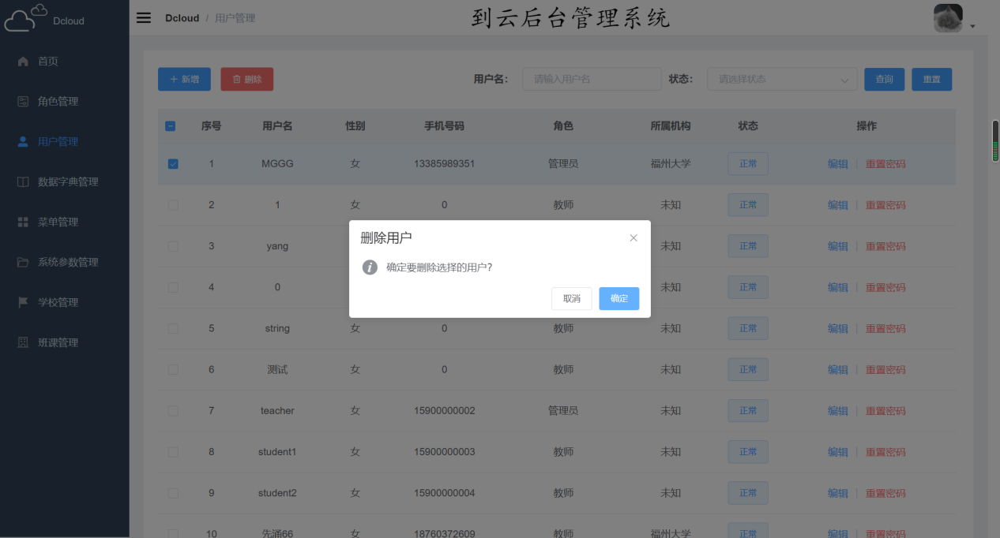 Dcloud
首页
角色管理
用户管理
数据字典管理
菜单管理
系统参数管理
学校管理
班课管理
Dcloud / 用户管理
到云后台管理系统
+ 新增 删除 用户名: 请输入用户名 状态: 请选择状态 查询 重置
序号 用户名 性别 手机号码 角色 所属机构 状态 操作
1 MGGG 女 13385989351 管理员 福州大学 正常 编辑 | 重置密码
2 1 女 0 教师 未知 正常 编辑 | 重置密码
3 yang 未知 正常 编辑 | 重置密码
4 0 未知 正常 编辑 | 重置密码
5 string 女 0 教师 未知 正常 编辑 | 重置密码
6 测试 女 0 教师 未知 正常 编辑 | 重置密码
7 teacher 女 15900000002 管理员 未知 正常 编辑 | 重置密码
8 student1 女 15900000003 教师 未知 正常 编辑 | 重置密码
9 student2 女 15900000004 教师 未知 正常 编辑 | 重置密码
10 先涌66 女 18760372609 教师 福州大学 正常 编辑 | 重置密码
删除用户
确定要删除选择的用户?
取消 确定